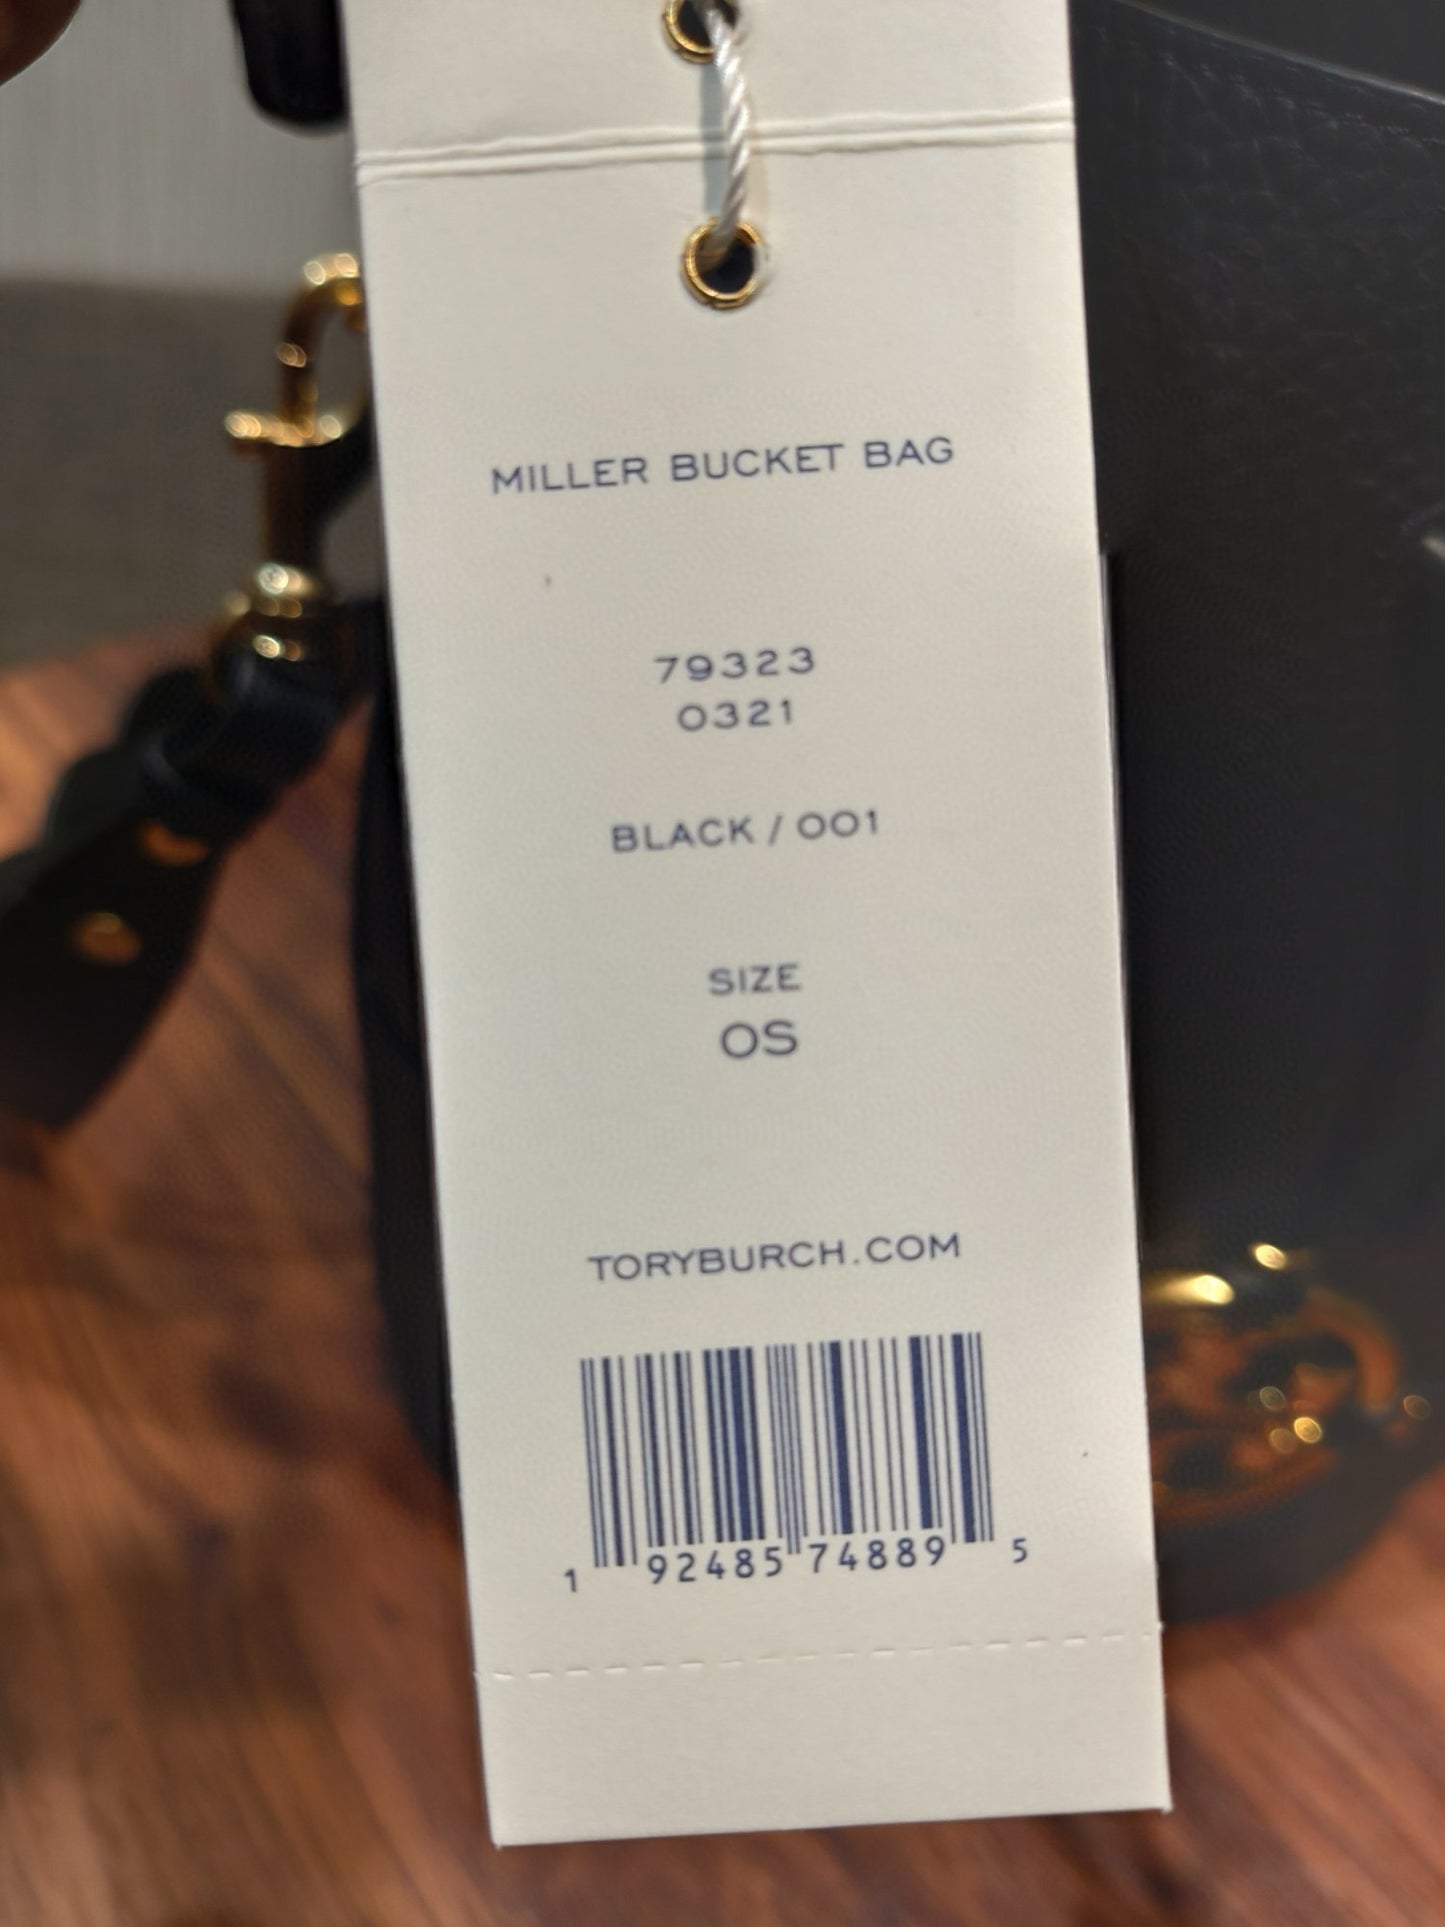 MILLER BUCKET BAG
79323
0321
BLACK / 001
SIZE
OS
TORYBURCH.COM
1 92485 74889 5